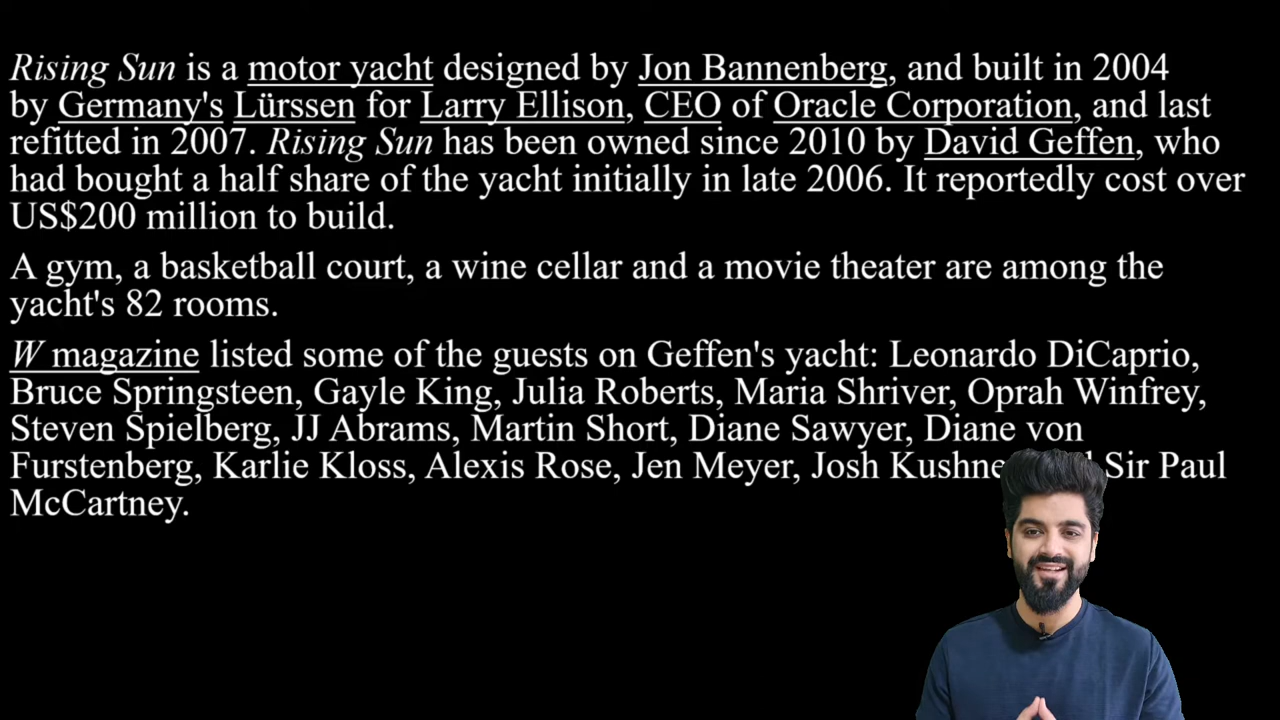 Rising Sun is a motor yacht designed by Jon Bannenberg, and built in 2004
by Germany's Lürssen for Larry Ellison, CEO of Oracle Corporation, and last
refitted in 2007. Rising Sun has been owned since 2010 by David Geffen, who
had bought a half share of the yacht initially in late 2006. It reportedly cost over
US$200 million to build.
A gym, a basketball court, a wine cellar and a movie theater are among the
yacht's 82 rooms.
W magazine listed some of the guests on Geffen's yacht: Leonardo DiCaprio,
Bruce Springsteen, Gayle King, Julia Roberts, Maria Shriver, Oprah Winfrey,
Steven Spielberg, JJ Abrams, Martin Short, Diane Sawyer, Diane von
Furstenberg, Karlie Kloss, Alexis Rose, Jen Meyer, Josh Sir Paul
McCartney.